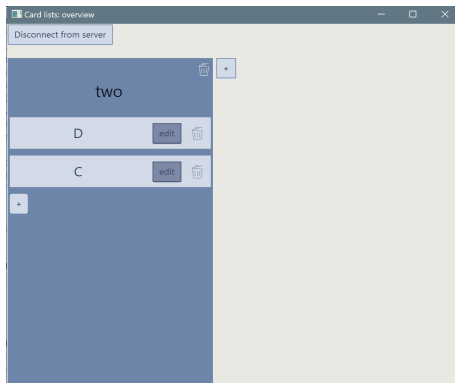 Card lists: overview
Disconnect from server
+
two
D edit
C edit
+